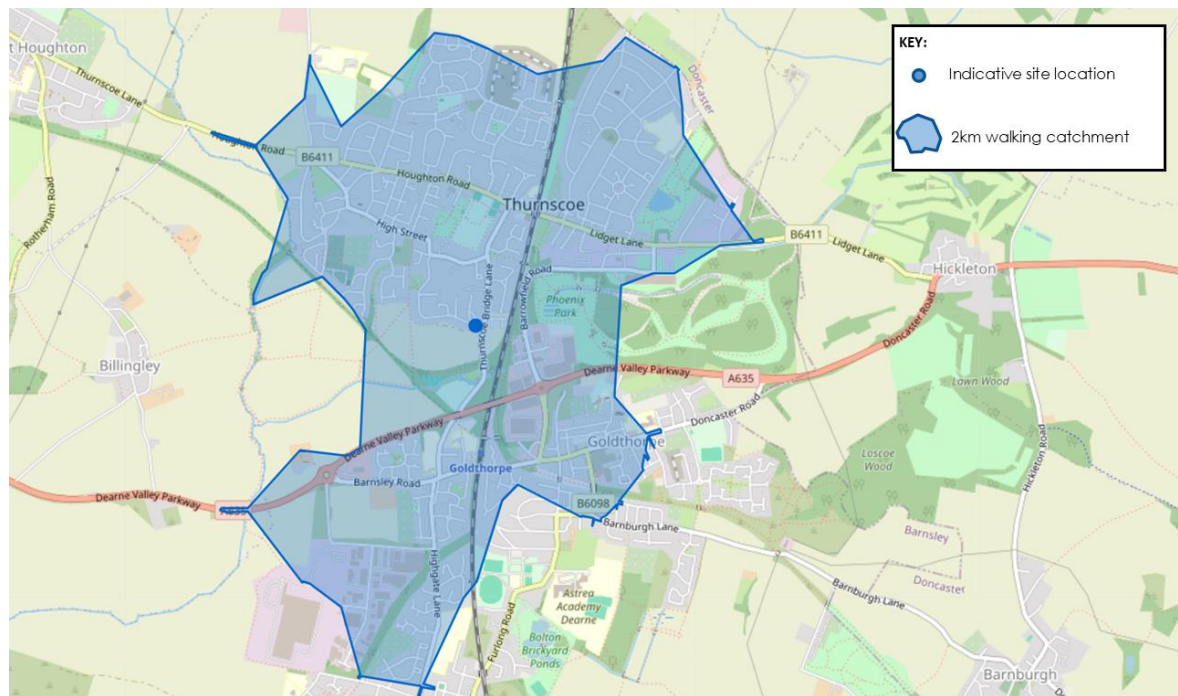 KEY:
Indicative site location
2km walking catchment
t Houghton
Thurnscoe Lane
Doncaster
Houghton Road
B6411
Houghton Road
Thurnscoe
Rotherham Road
High Street
Lidget Lane
B6411
Lidget Lane
Hickleton
Thurnscoe Bridge Lane
Barrowfield Road
Phoenix
Park
Doncaster Road
Billingley
Dearne Valley Parkway
A635
Lawn Wood
Doncaster Road
Goldthorpe
Dearne Valley Parkway
Loscoe
Wood
Hickleton Road
Goldthorpe
Barnsley Road
Dearne Valley Parkway
B6098
Barnburgh Lane
Barnsley
Doncaster
Highgate Lane
Astrea
Academy
Dearne
Barnburgh Lane
Furlong Road
Bolton
Brickyard
Ponds
Barnburgh